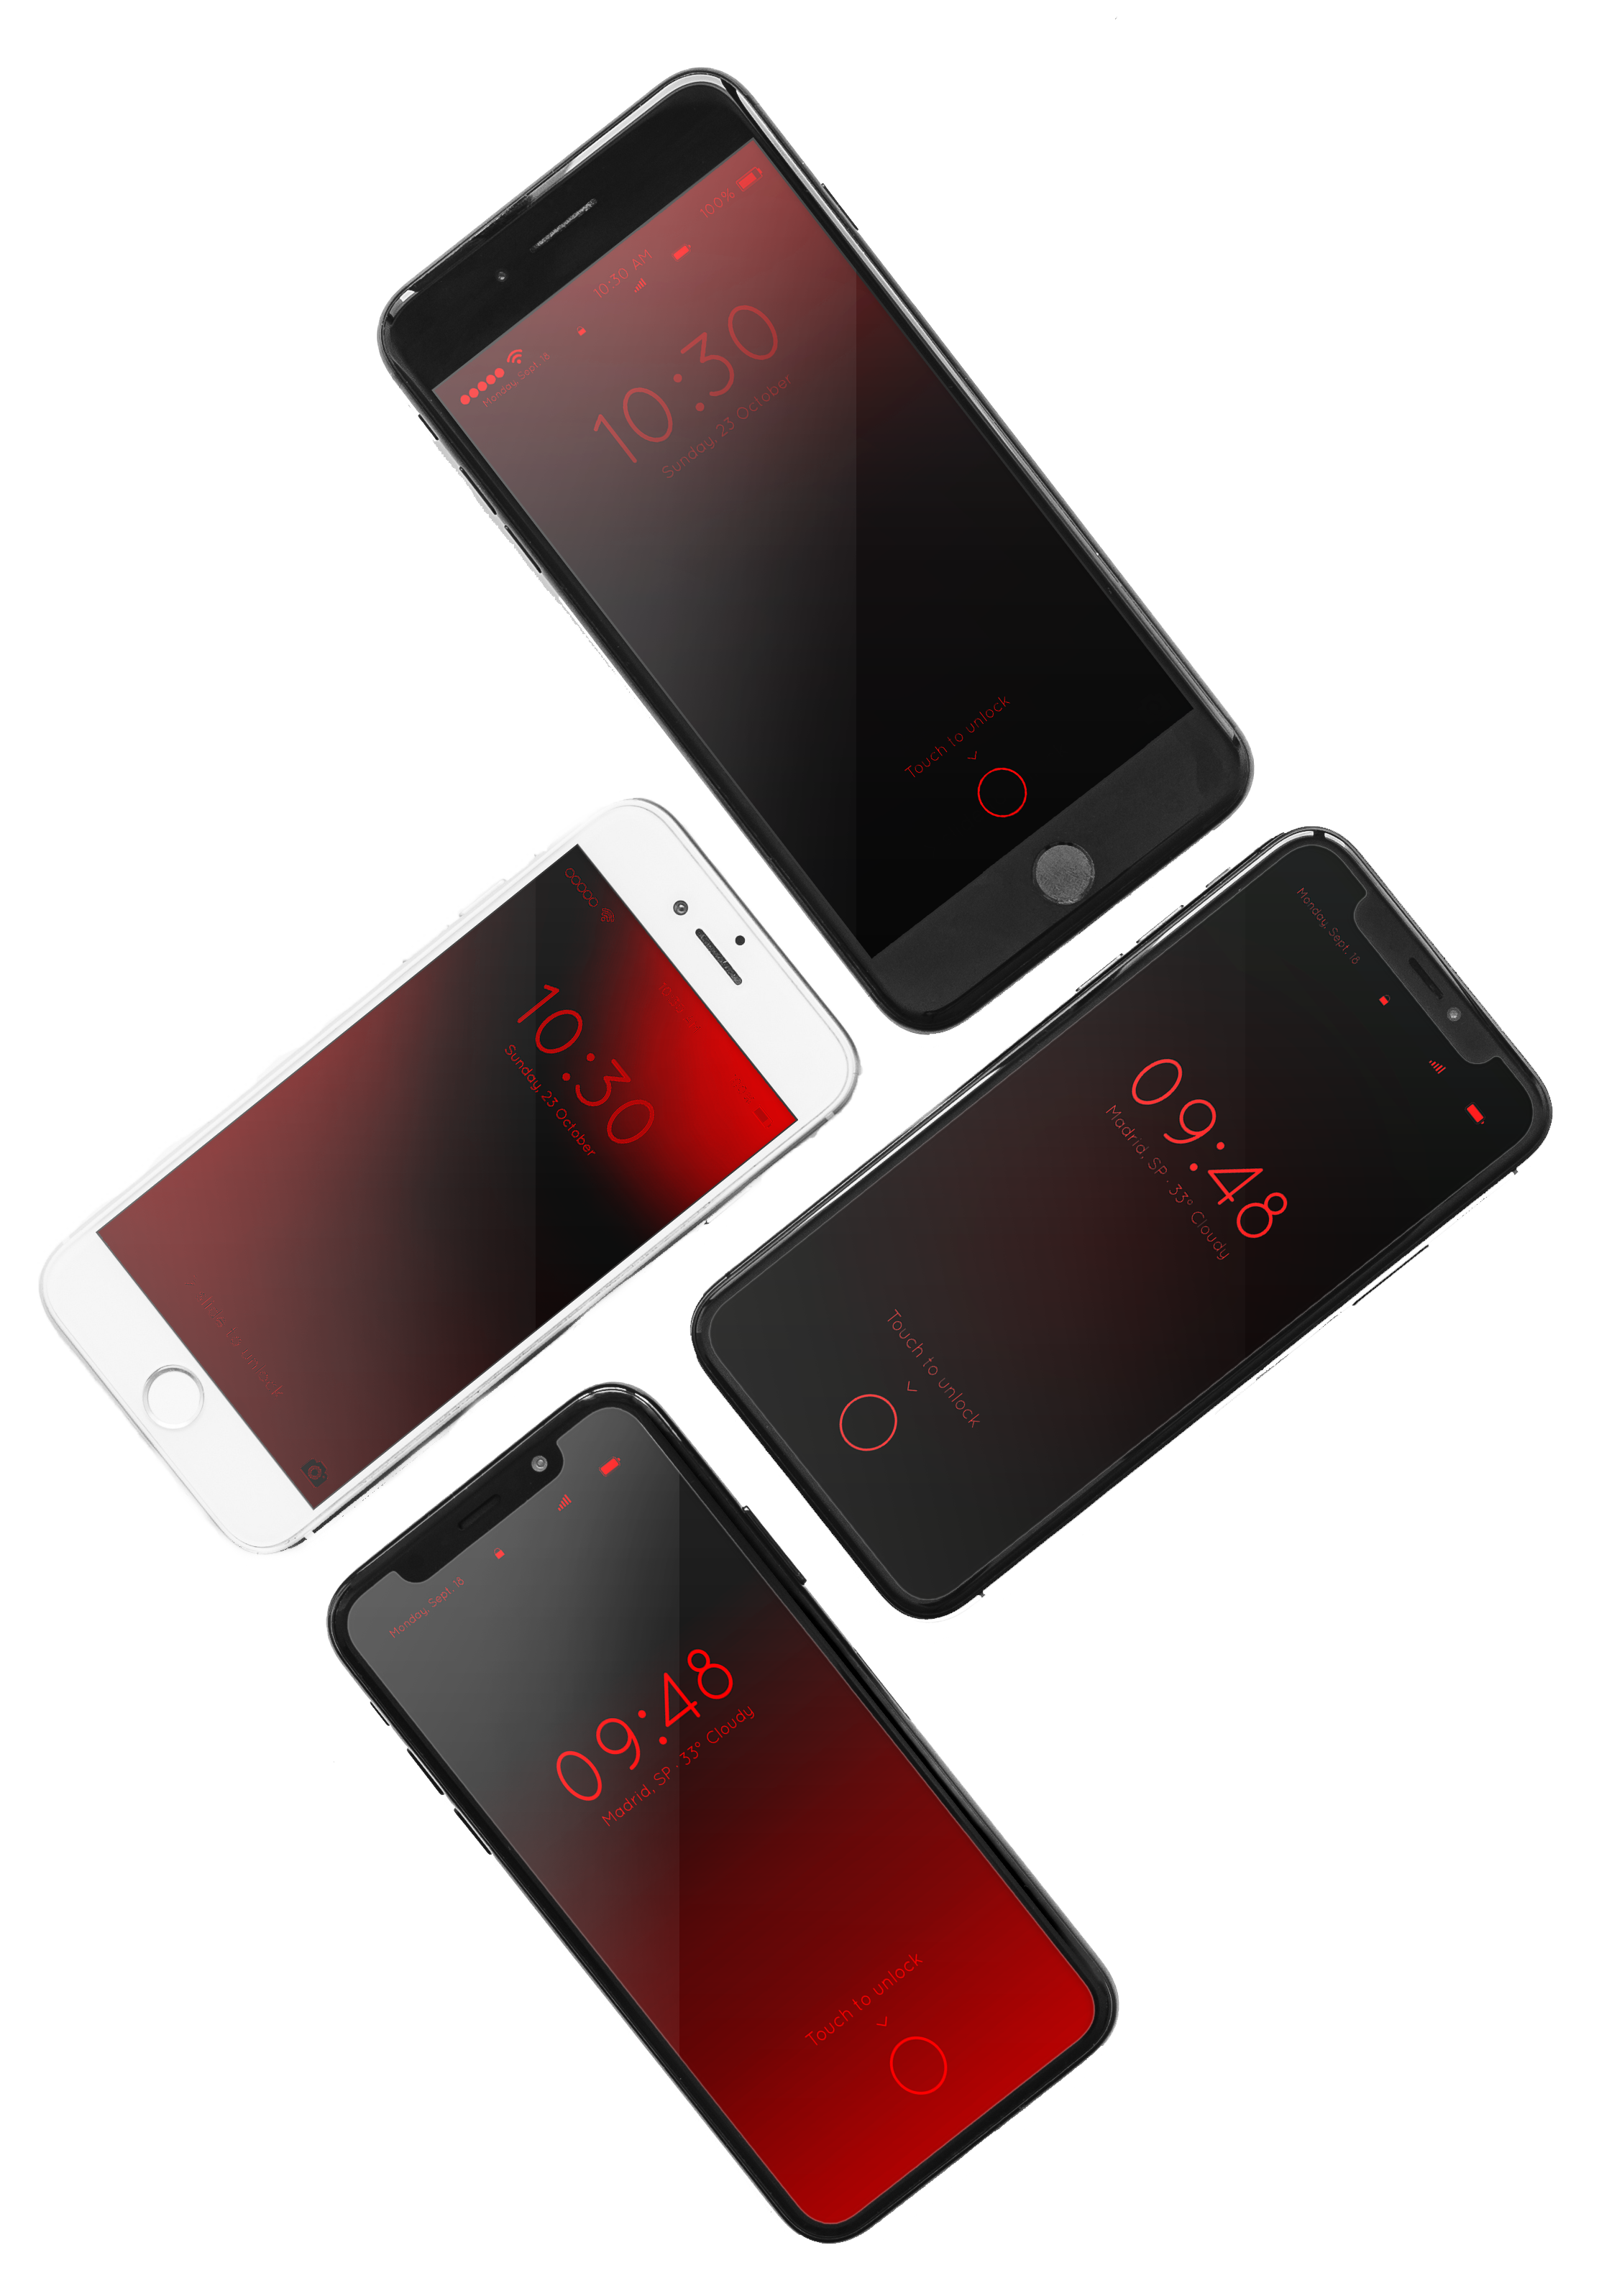 100%
10:30 AM
Monday, Sept. 18
10:30
Sunday, 23 October
Touch to unlock
10:30
Sunday, 23 October
to unlock
Monday, Sept. 18
09:48
Madrid, SP · 33° Cloudy
Touch to unlock
Monday, Sept. 18
09:48
Madrid, SP · 33° Cloudy
Touch to unlock